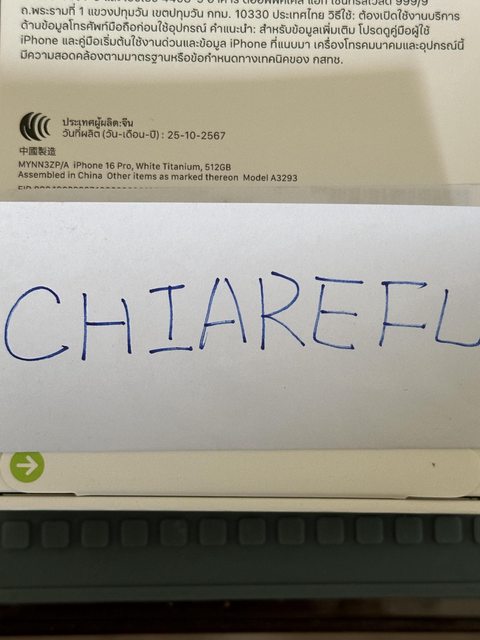 ถ.พระรามที่ 1 แขวงปทุมวัน เขตปทุมวัน กทม. 10330 ประเทศไทย วิธีใช้: ต้องเปิดใช้งานบริการ
ด้านข้อมูลโทรศัพท์มือถือก่อนใช้อุปกรณ์ คำแนะนำ: สำหรับข้อมูลเพิ่มเติม โปรดดูคู่มือผู้ใช้
iPhone และคู่มือเริ่มต้นใช้งานด่วนและข้อมูล iPhone ที่แนบมา เครื่องโทรคมนาคมและอุปกรณ์นี้
มีความสอดคล้องตามมาตรฐานหรือข้อกำหนดทางเทคนิคของ กสทช.
ประเทศผู้ผลิต:จีน
วันที่ผลิต (วัน-เดือน-ปี) : 25-10-2567
中國製造
MYNN3ZP/A iPhone 16 Pro, White Titanium, 512GB
Assembled in China Other items as marked thereon Model A3293
CHIAREFL